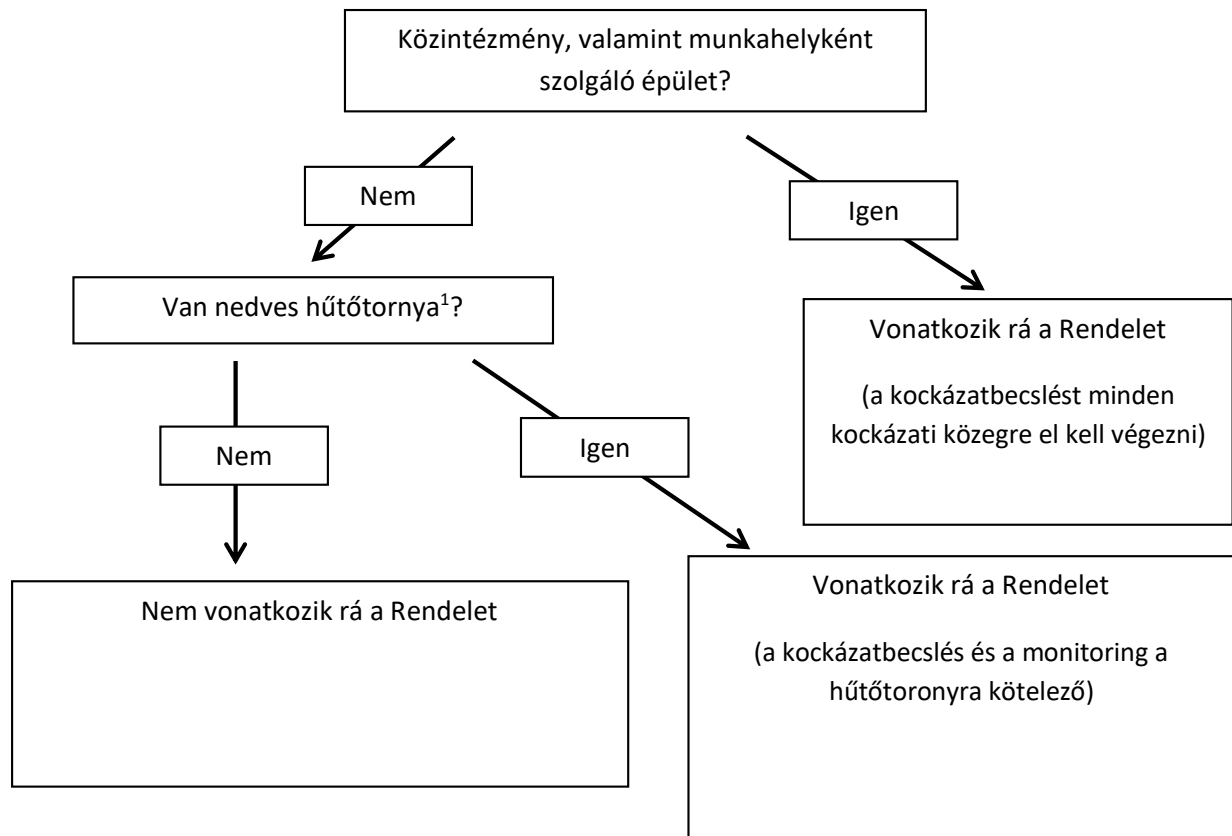 Közintézmény, valamint munkahelyként
szolgáló épület?
Nem
Igen
Van nedves hűtőtornya¹?
Vonatkozik rá a Rendelet
(a kockázatbecslést minden
kockázati közegre el kell végezni)
Nem
Igen
Nem vonatkozik rá a Rendelet
Vonatkozik rá a Rendelet
(a kockázatbecslés és a monitoring a
hűtőtoronyra kötelező)